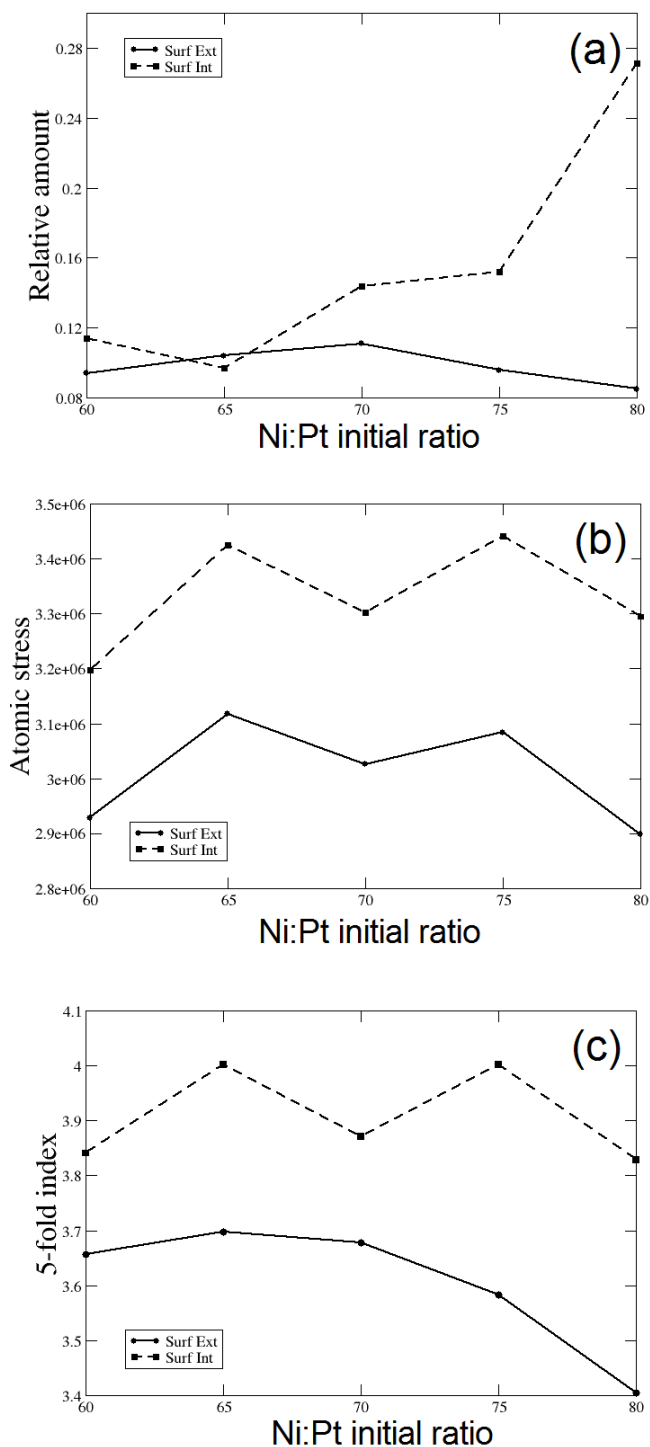 0.28
(a)
Surf Ext
Surf Int
0.24
0.2
0.16
0.12
0.08
Relative amount
60
65
70
75
80
Ni:Pt initial ratio
3.5e+06
(b)
3.4e+06
3.3e+06
3.2e+06
3.1e+06
3e+06
2.9e+06
2.8e+06
Atomic stress
Surf Ext
Surf Int
60
65
70
75
80
Ni:Pt initial ratio
4.1
(c)
4
3.9
3.8
3.7
3.6
3.5
3.4
5-fold index
Surf Ext
Surf Int
60
65
70
75
80
Ni:Pt initial ratio